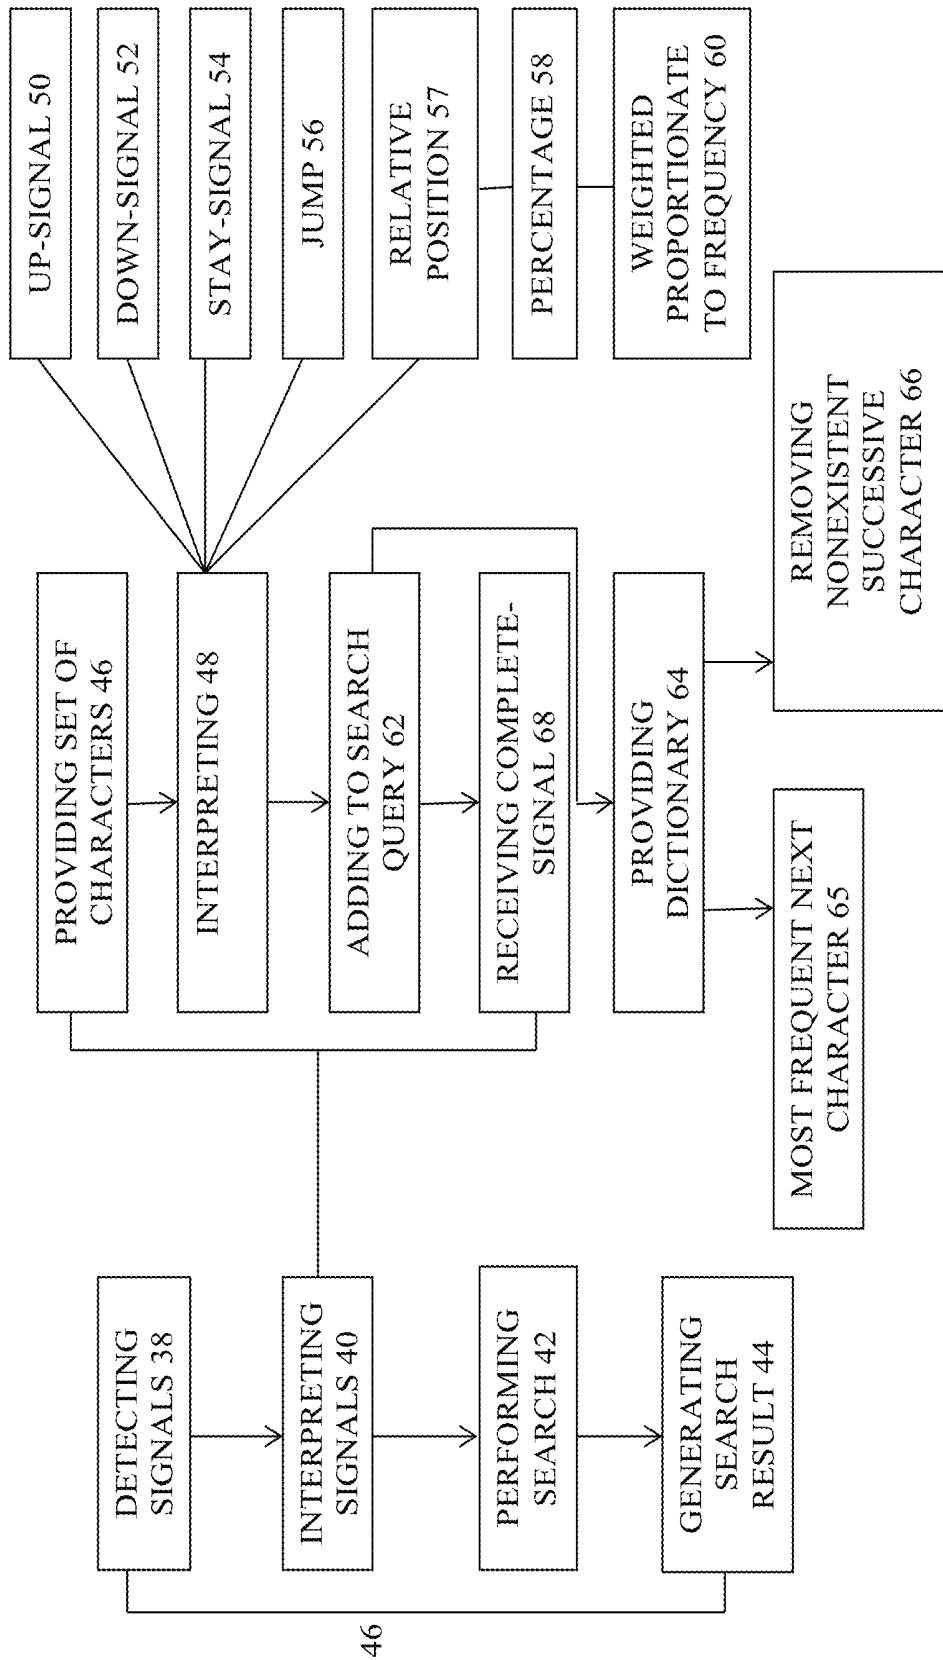 46
DETECTING
SIGNALS 38
INTERPRETING
SIGNALS 40
PERFORMING
SEARCH 42
GENERATING
SEARCH
RESULT 44
PROVIDING SET OF
CHARACTERS 46
INTERPRETING 48
ADDING TO SEARCH
QUERY 62
RECEIVING COMPLETE-
SIGNAL 68
PROVIDING
DICTIONARY 64
MOST FREQUENT NEXT
CHARACTER 65
REMOVING
NONEXISTENT
SUCCESSIVE
CHARACTER 66
UP-SIGNAL 50
DOWN-SIGNAL 52
STAY-SIGNAL 54
JUMP 56
RELATIVE
POSITION 57
PERCENTAGE 58
WEIGHTED
PROPORTIONATE
TO FREQUENCY 60